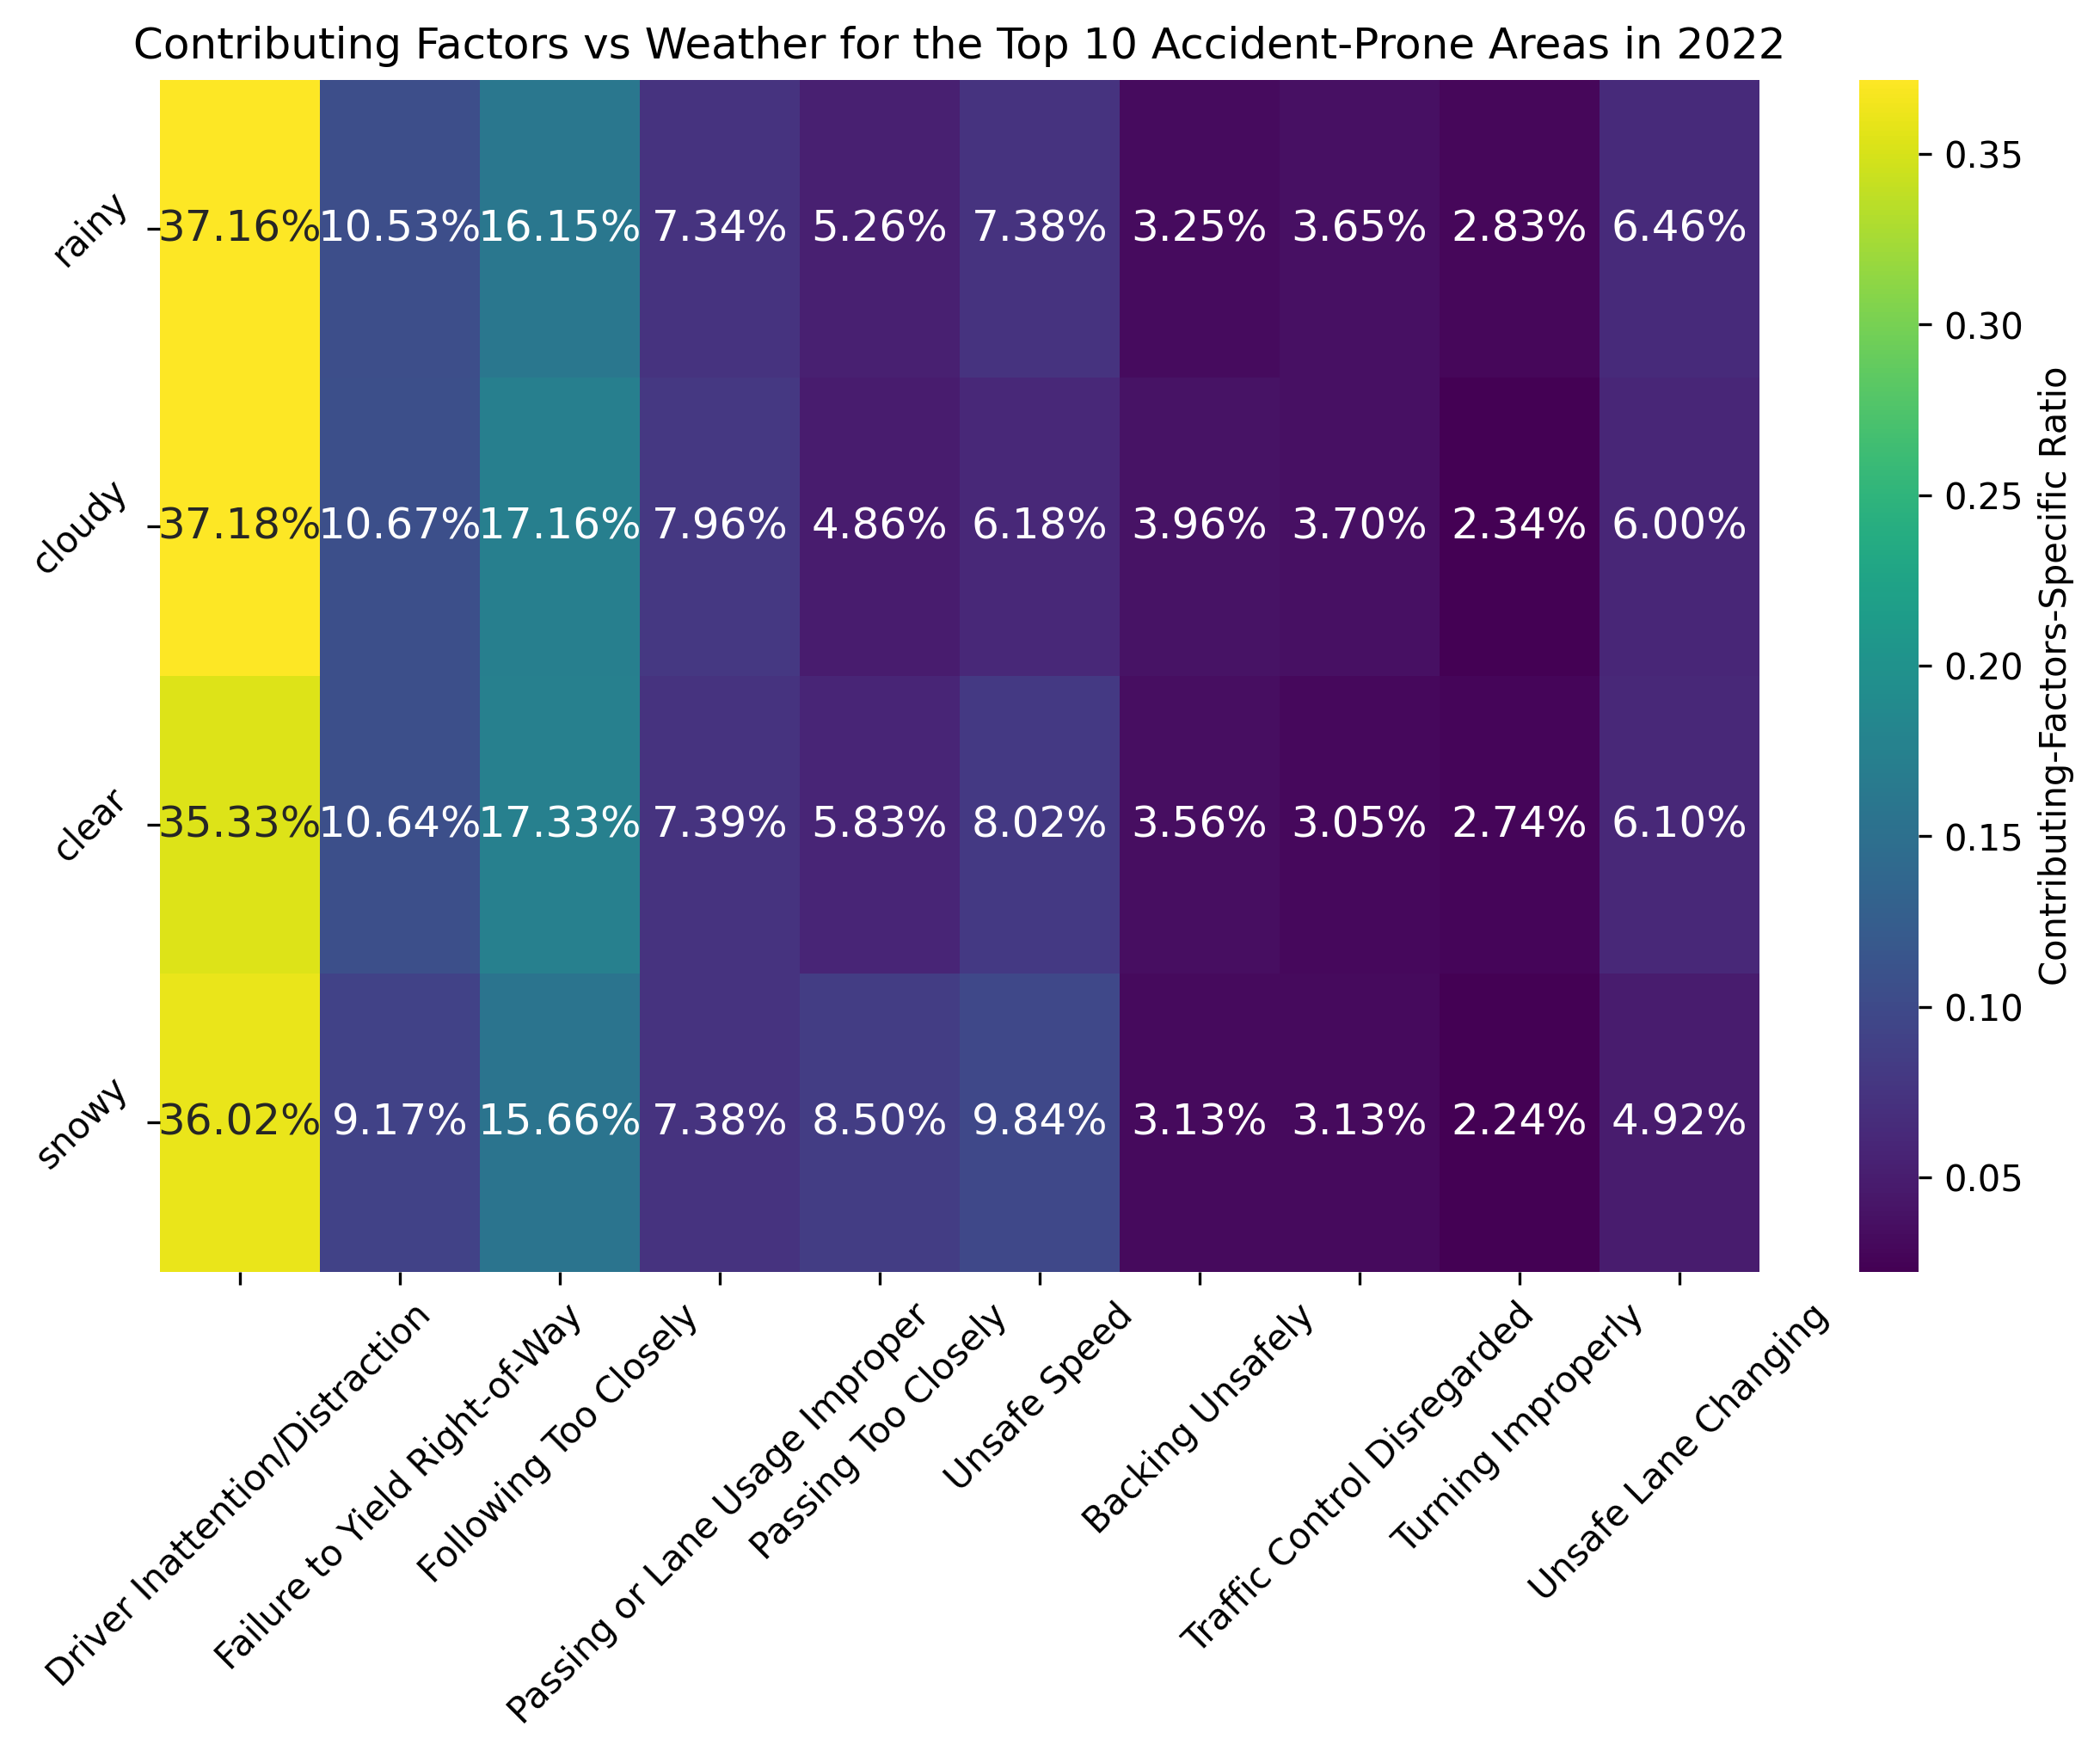 Contributing Factors vs Weather for the Top 10 Accident-Prone Areas in 2022
rainy 37.16% 10.53% 16.15% 7.34% 5.26% 7.38% 3.25% 3.65% 2.83% 6.46%
cloudy 37.18% 10.67% 17.16% 7.96% 4.86% 6.18% 3.96% 3.70% 2.34% 6.00%
clear 35.33% 10.64% 17.33% 7.39% 5.83% 8.02% 3.56% 3.05% 2.74% 6.10%
snowy 36.02% 9.17% 15.66% 7.38% 8.50% 9.84% 3.13% 3.13% 2.24% 4.92%
Driver Inattention/Distraction
Failure to Yield Right-of-Way
Following Too Closely
Passing or Lane Usage Improper
Passing Too Closely
Unsafe Speed
Backing Unsafely
Traffic Control Disregarded
Turning Improperly
Unsafe Lane Changing
0.35
0.30
0.25
0.20
0.15
0.10
0.05
Contributing-Factors-Specific Ratio